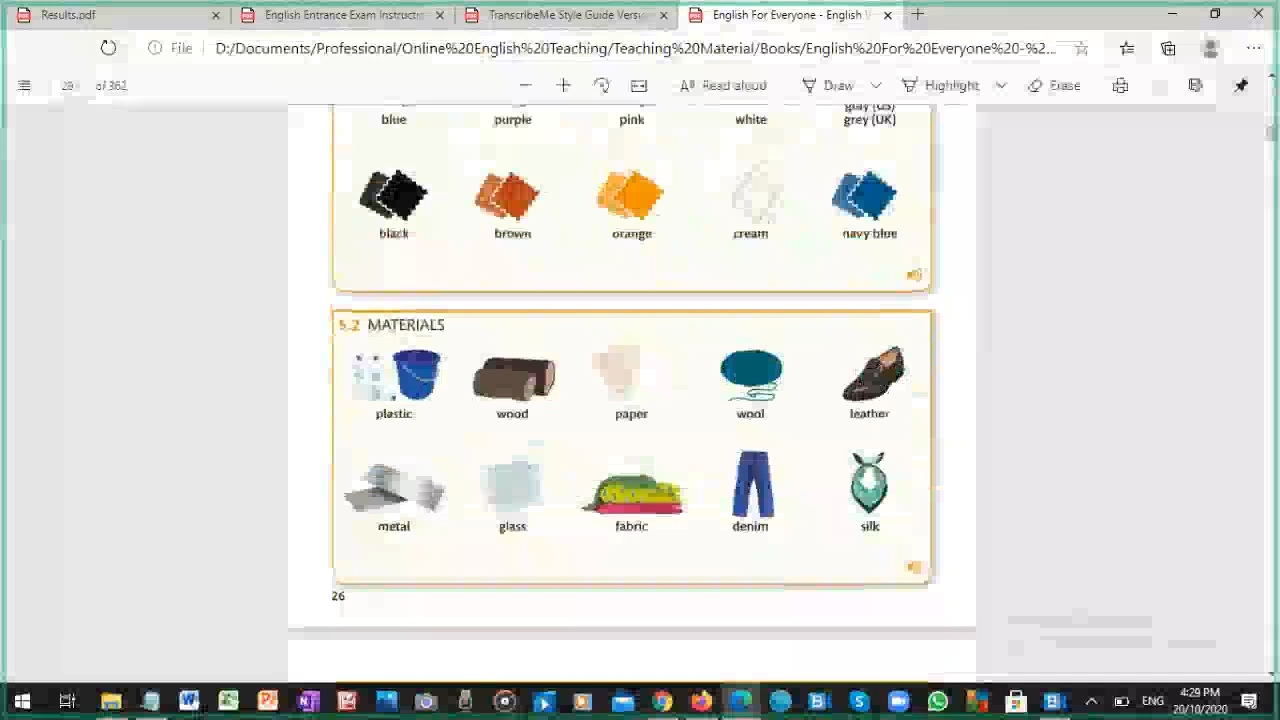 Results.pdf
English Entrance Exam Instructi
TranscribeMe Style Guide Versi
English For Everyone - English V
File
D:/Documents/Professional/Online%20English%20Teaching/Teaching%20Material/Books/English%20For%20Everyone%20-%2...
of 362
Read aloud
Draw
Highlight
Erase
gray (US)
blue purple pink white grey (UK)
black brown orange cream navy blue
5.2 MATERIALS
plastic wood paper wool leather
metal glass fabric denim silk
26
ENG
4:29 PM
20/10/2020